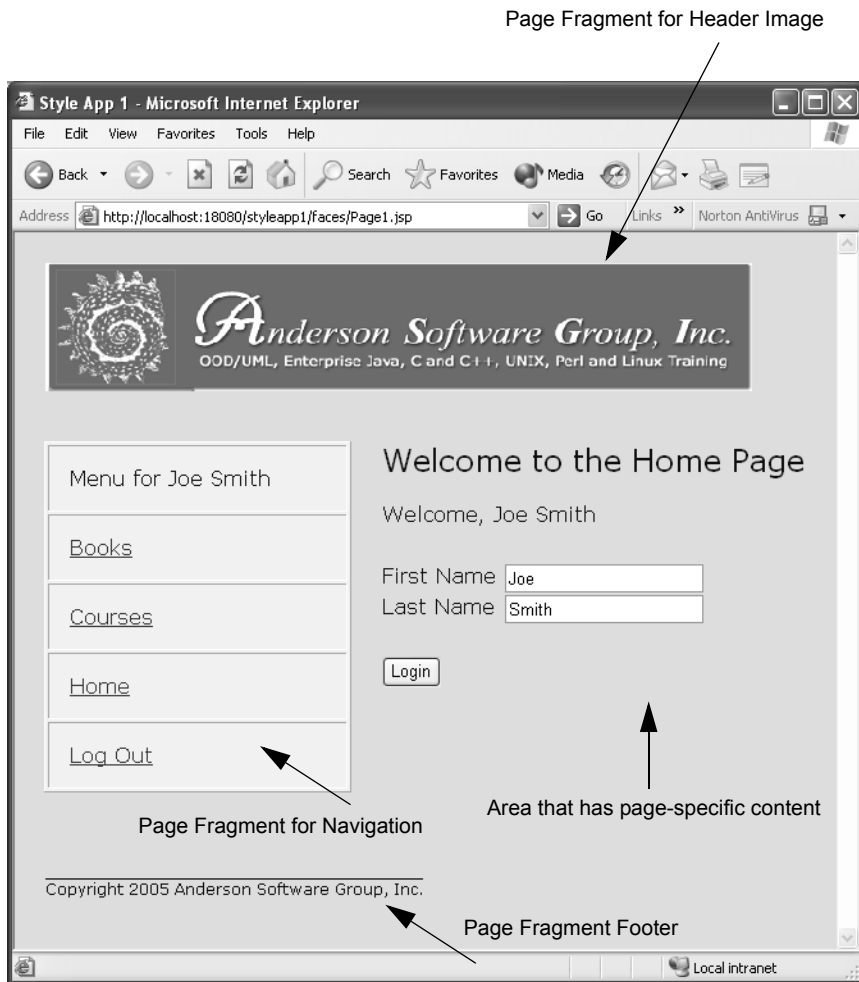 Page Fragment for Header Image
Style App 1 - Microsoft Internet Explorer
File Edit View Favorites Tools Help
Back Search Favorites Media
Address http://localhost:18080/styleapp1/faces/Page1.jsp Go Links » Norton AntiVirus
Anderson Software Group, Inc.
OOD/UML, Enterprise Java, C and C++, UNIX, Perl and Linux Training
Menu for Joe Smith
Books
Courses
Home
Log Out
Welcome to the Home Page
Welcome, Joe Smith
First Name Joe
Last Name Smith
Login
Area that has page-specific content
Page Fragment for Navigation
Copyright 2005 Anderson Software Group, Inc.
Page Fragment Footer
Local intranet